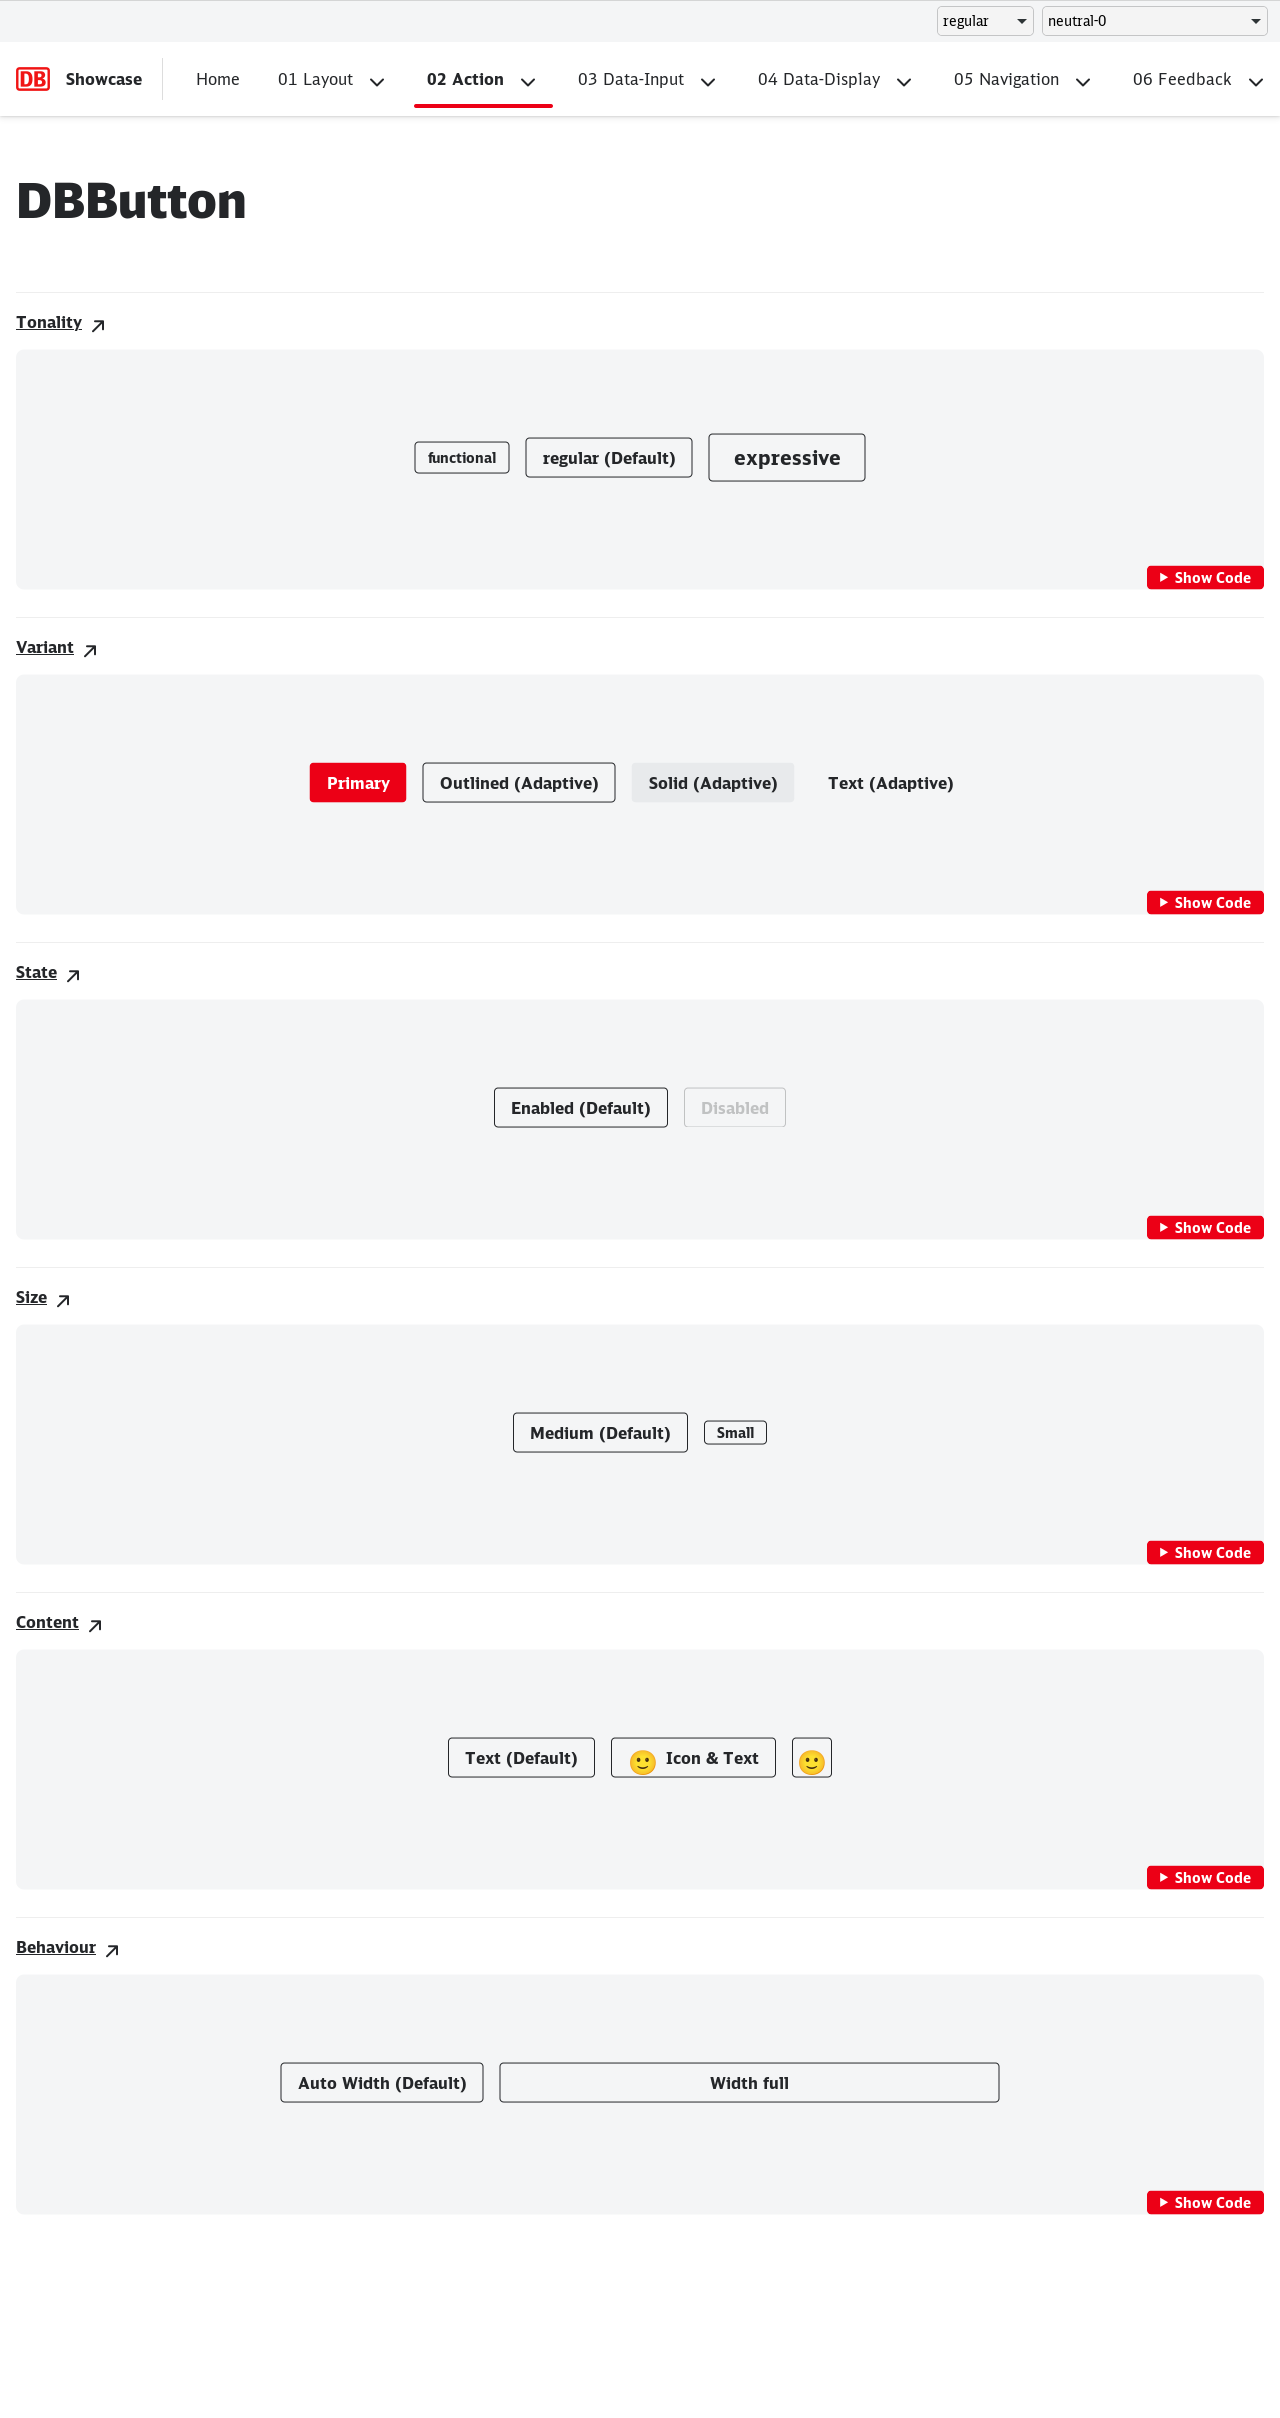 regular neutral-0
DB Showcase Home 01 Layout 02 Action 03 Data-Input 04 Data-Display 05 Navigation 06 Feedback
DBButton
Tonality
functional regular (Default) expressive
Show Code
Variant
Primary Outlined (Adaptive) Solid (Adaptive) Text (Adaptive)
Show Code
State
Enabled (Default) Disabled
Show Code
Size
Medium (Default) Small
Show Code
Content
Text (Default) 🙂 Icon & Text 🙂
Show Code
Behaviour
Auto Width (Default) Width full
Show Code